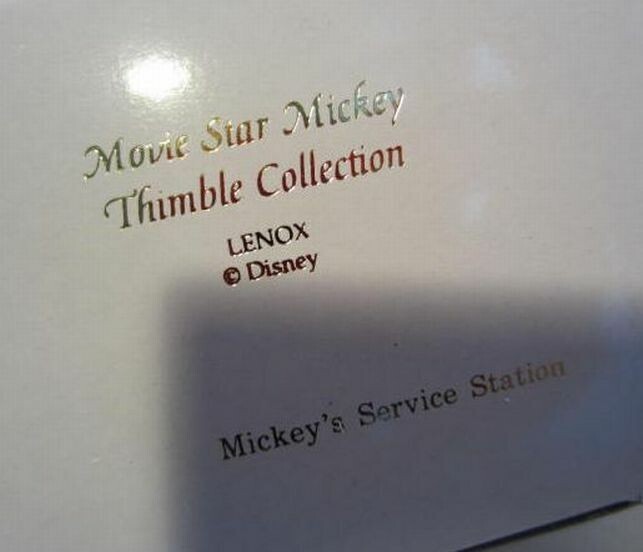 Movie Star Mickey
Thimble Collection
LENOX
© Disney
Mickey's Service Station